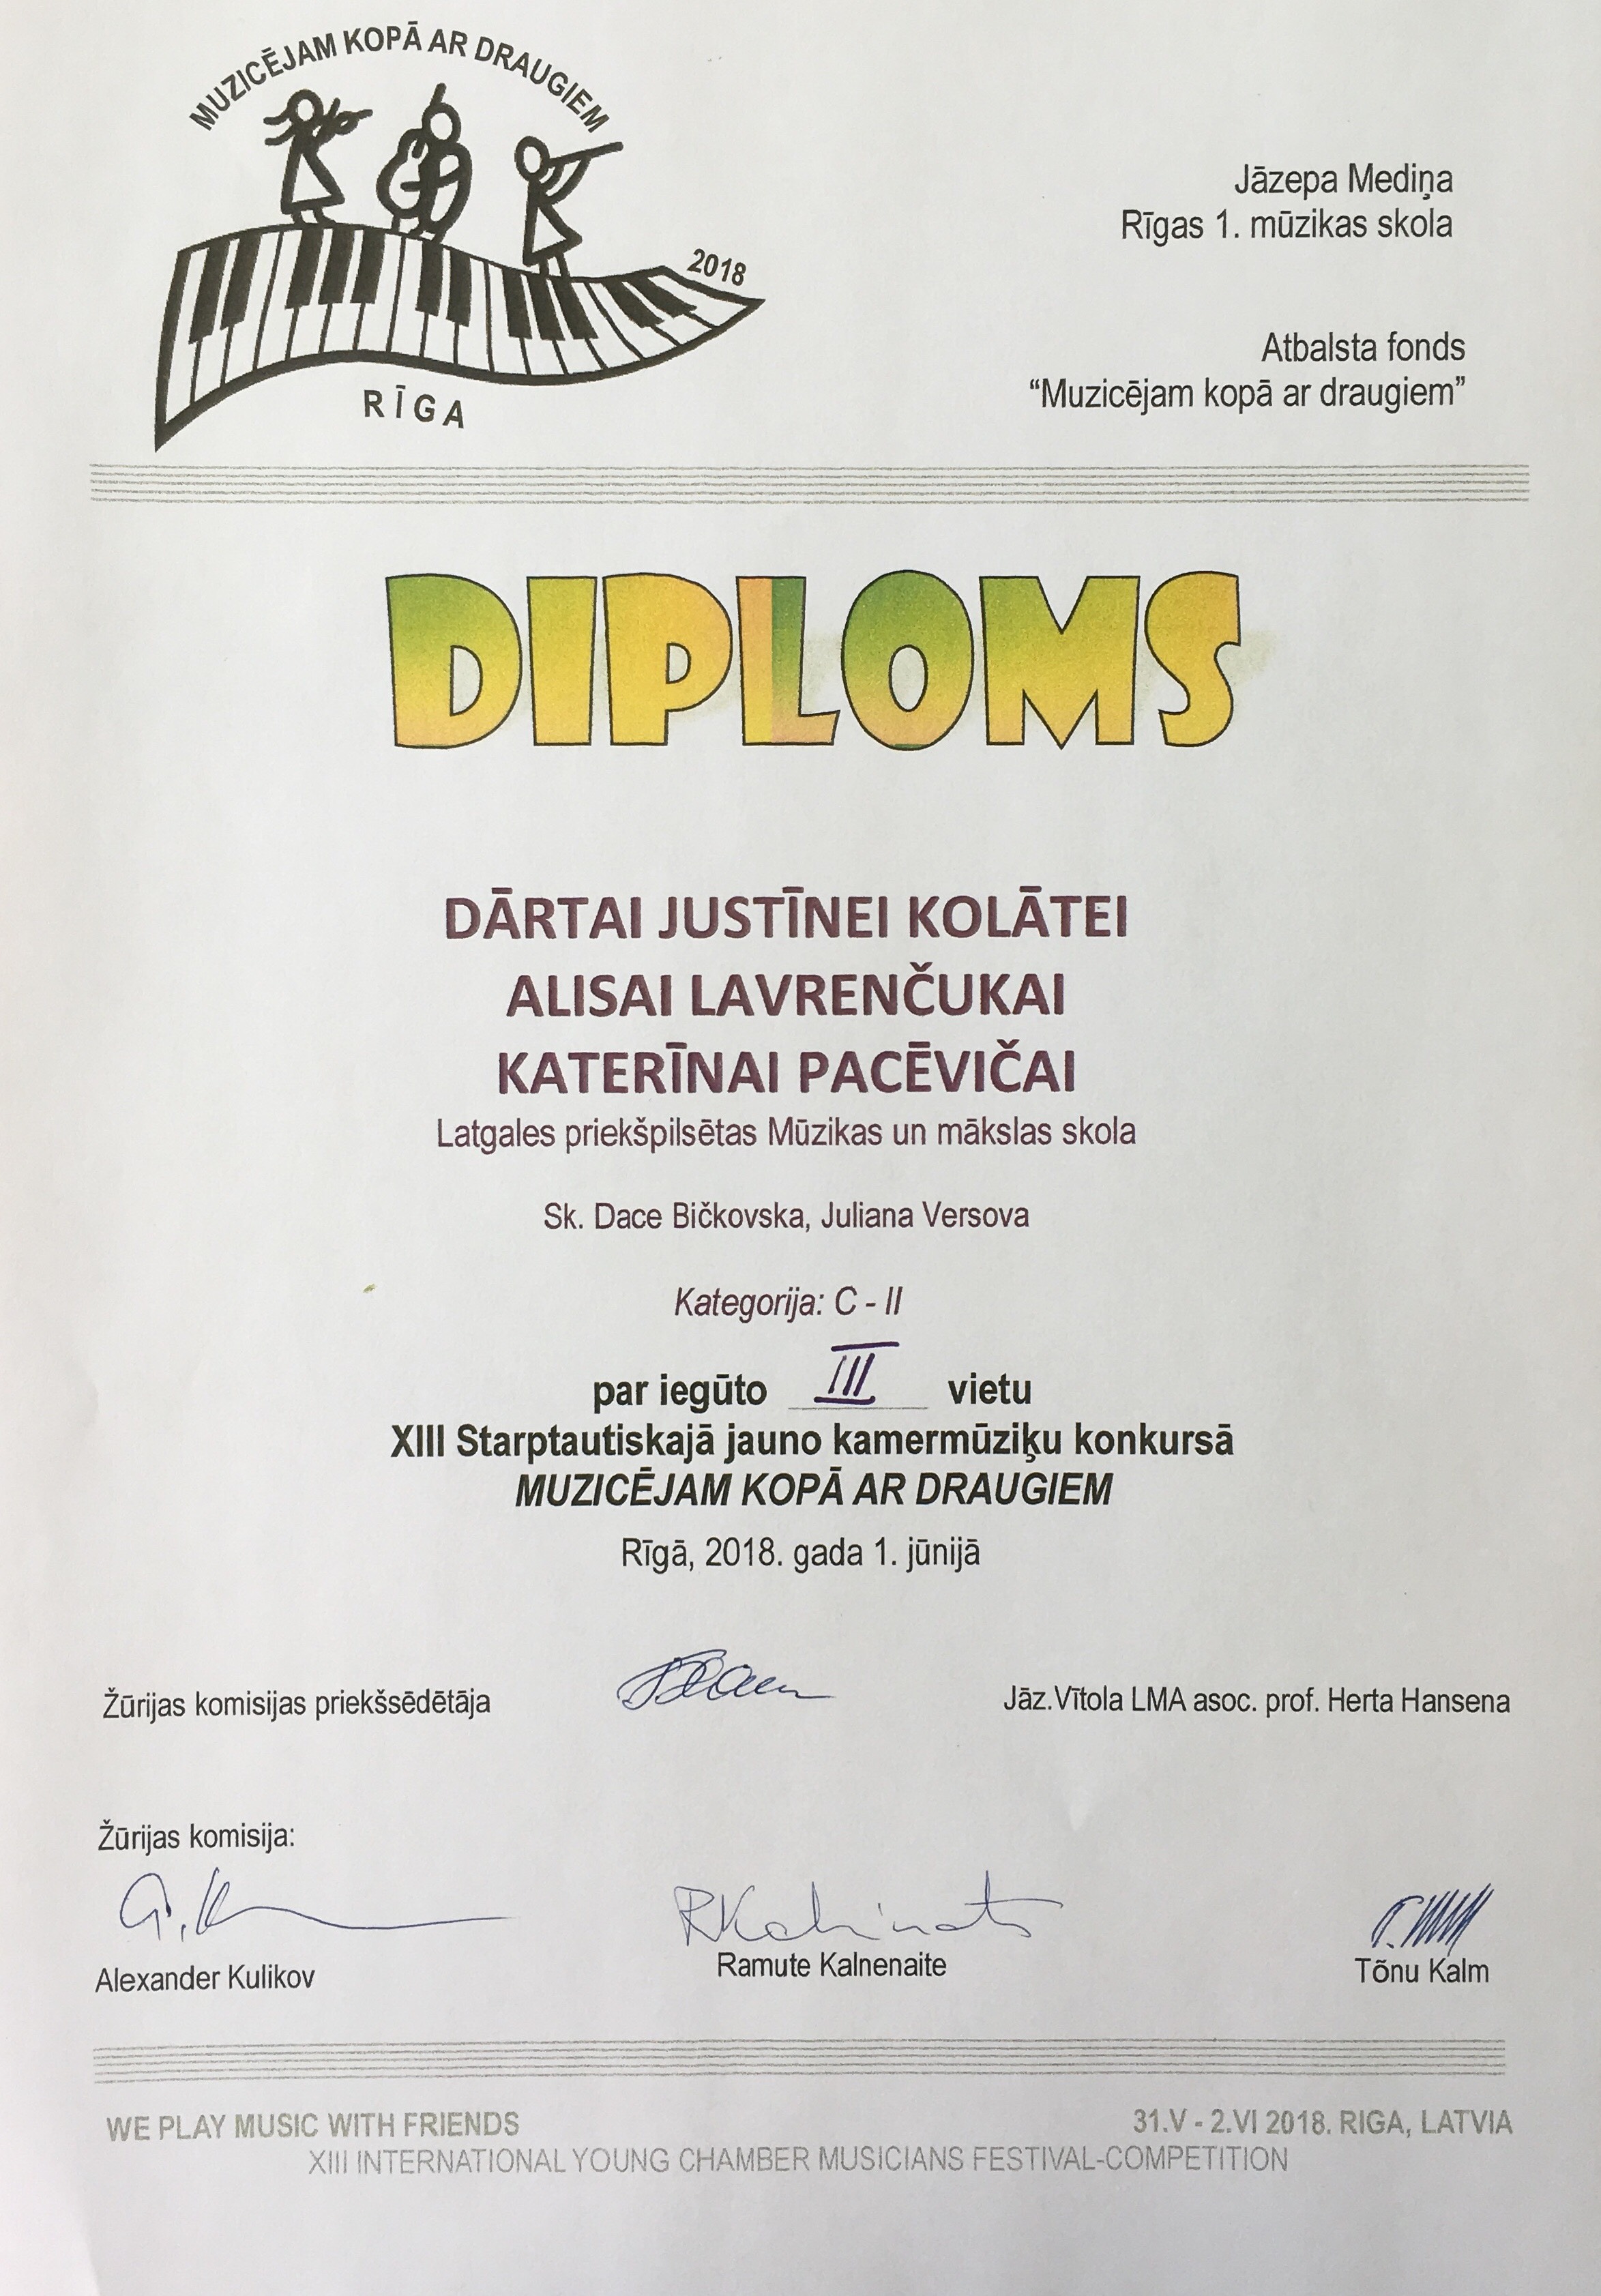 MUZICĒJAM KOPĀ AR DRAUGIEM
2018
RĪGA
Jāzepa Mediņa
Rīgas 1. mūzikas skola
Atbalsta fonds
“Muzicējam kopā ar draugiem”
DIPLOMS
DĀRTAI JUSTĪNEI KOLĀTEI
ALISAI LAVRENČUKAI
KATERĪNAI PACĒVIČAI
Latgales priekšpilsētas Mūzikas un mākslas skola
Sk. Dace Bičkovska, Juliana Versova
Kategorija: C - II
par iegūto III vietu
XIII Starptautiskajā jauno kamermūziķu konkursā
MUZICĒJAM KOPĀ AR DRAUGIEM
Rīgā, 2018. gada 1. jūnijā
Žūrijas komisijas priekšsēdētāja Jāz.Vītola LMA asoc. prof. Herta Hansena
Žūrijas komisija:
Alexander Kulikov Ramute Kalnenaite Tõnu Kalm
WE PLAY MUSIC WITH FRIENDS 31.V - 2.VI 2018. RIGA, LATVIA
XIII INTERNATIONAL YOUNG CHAMBER MUSICIANS FESTIVAL-COMPETITION